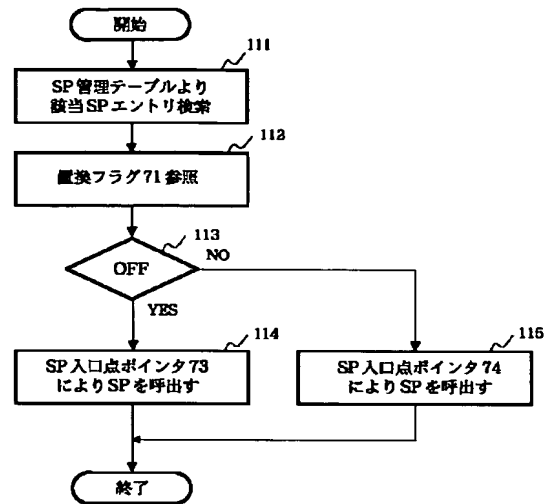 開始
111
SP管理テーブルより
該当SPエントリ検索
112
置換フラグ71参照
113
OFF
NO
YES
114
SP入口点ポインタ73
によりSPを呼出す
115
SP入口点ポインタ74
によりSPを呼出す
終了